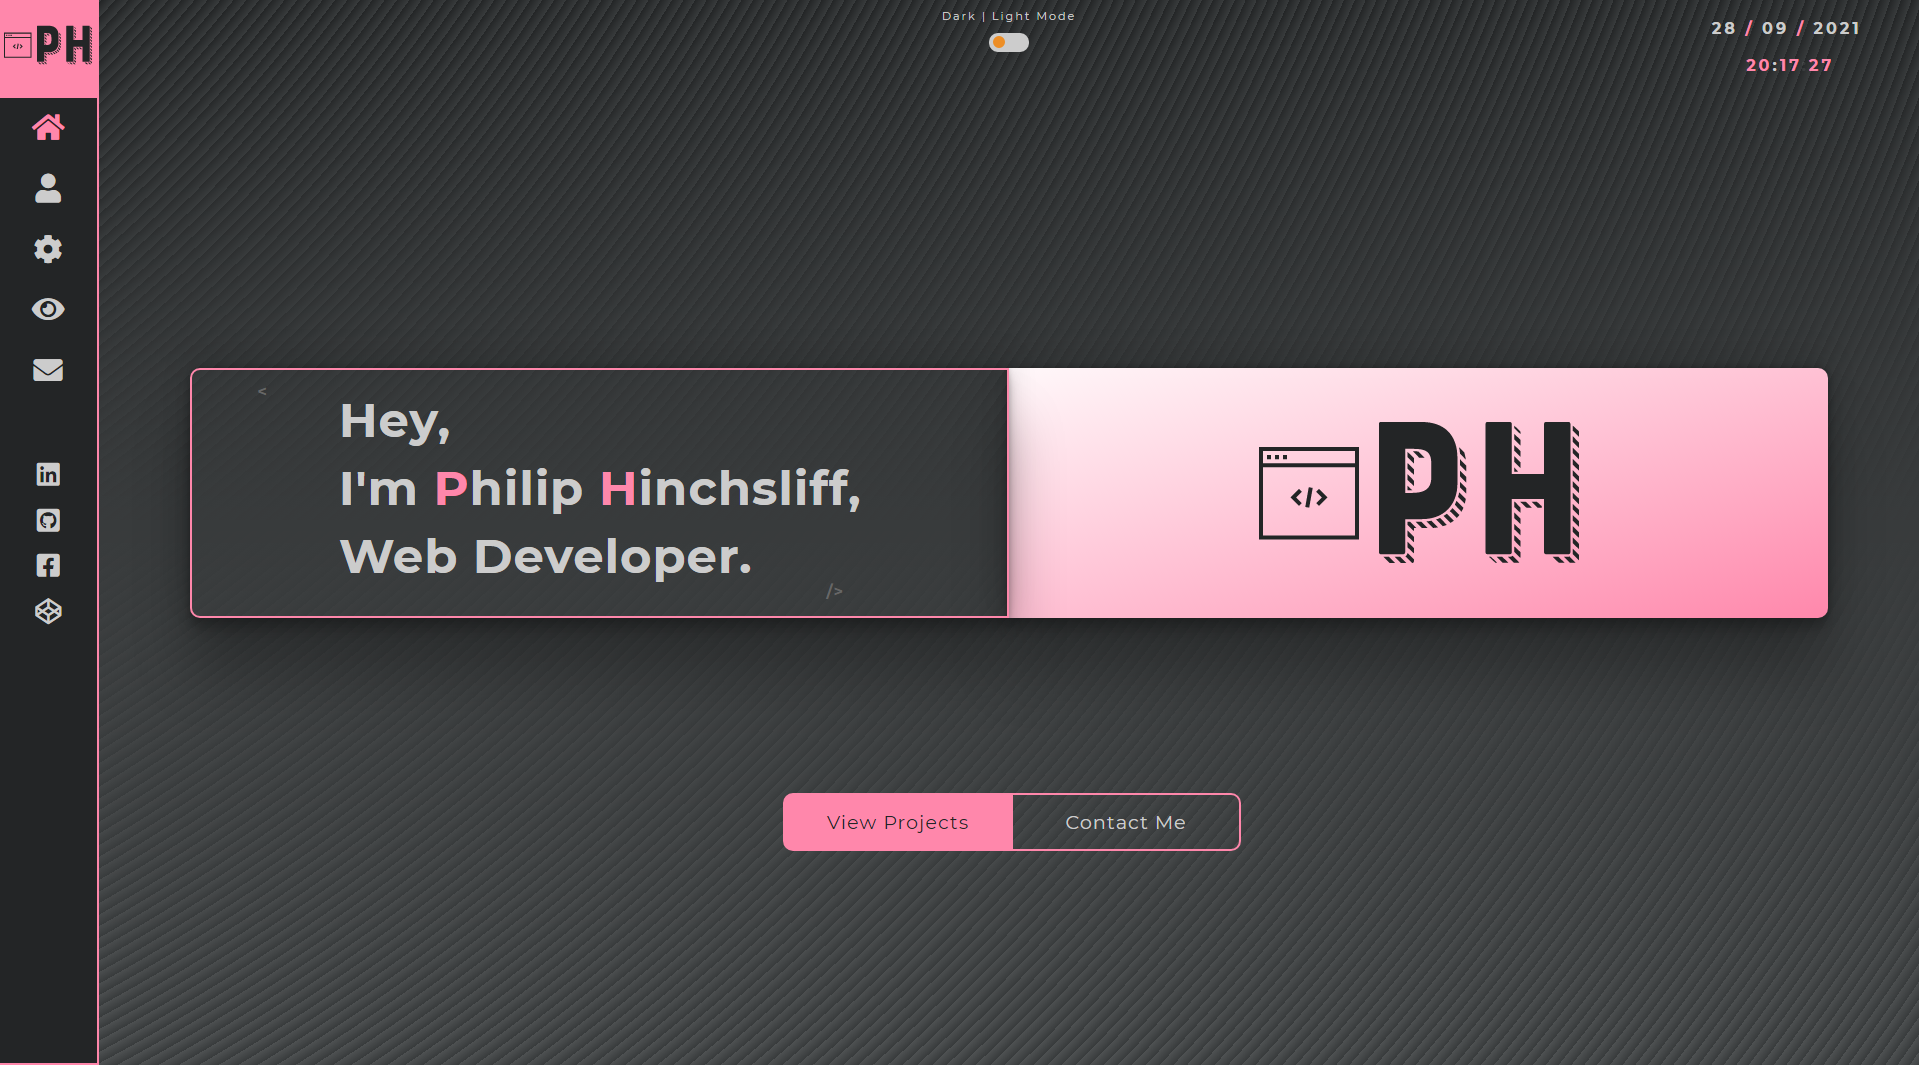 </> PH
Dark | Light Mode
28 / 09 / 2021
20:17 27
<
Hey,
I'm Philip Hinchsliff,
Web Developer.
/>
</> PH
View Projects
Contact Me